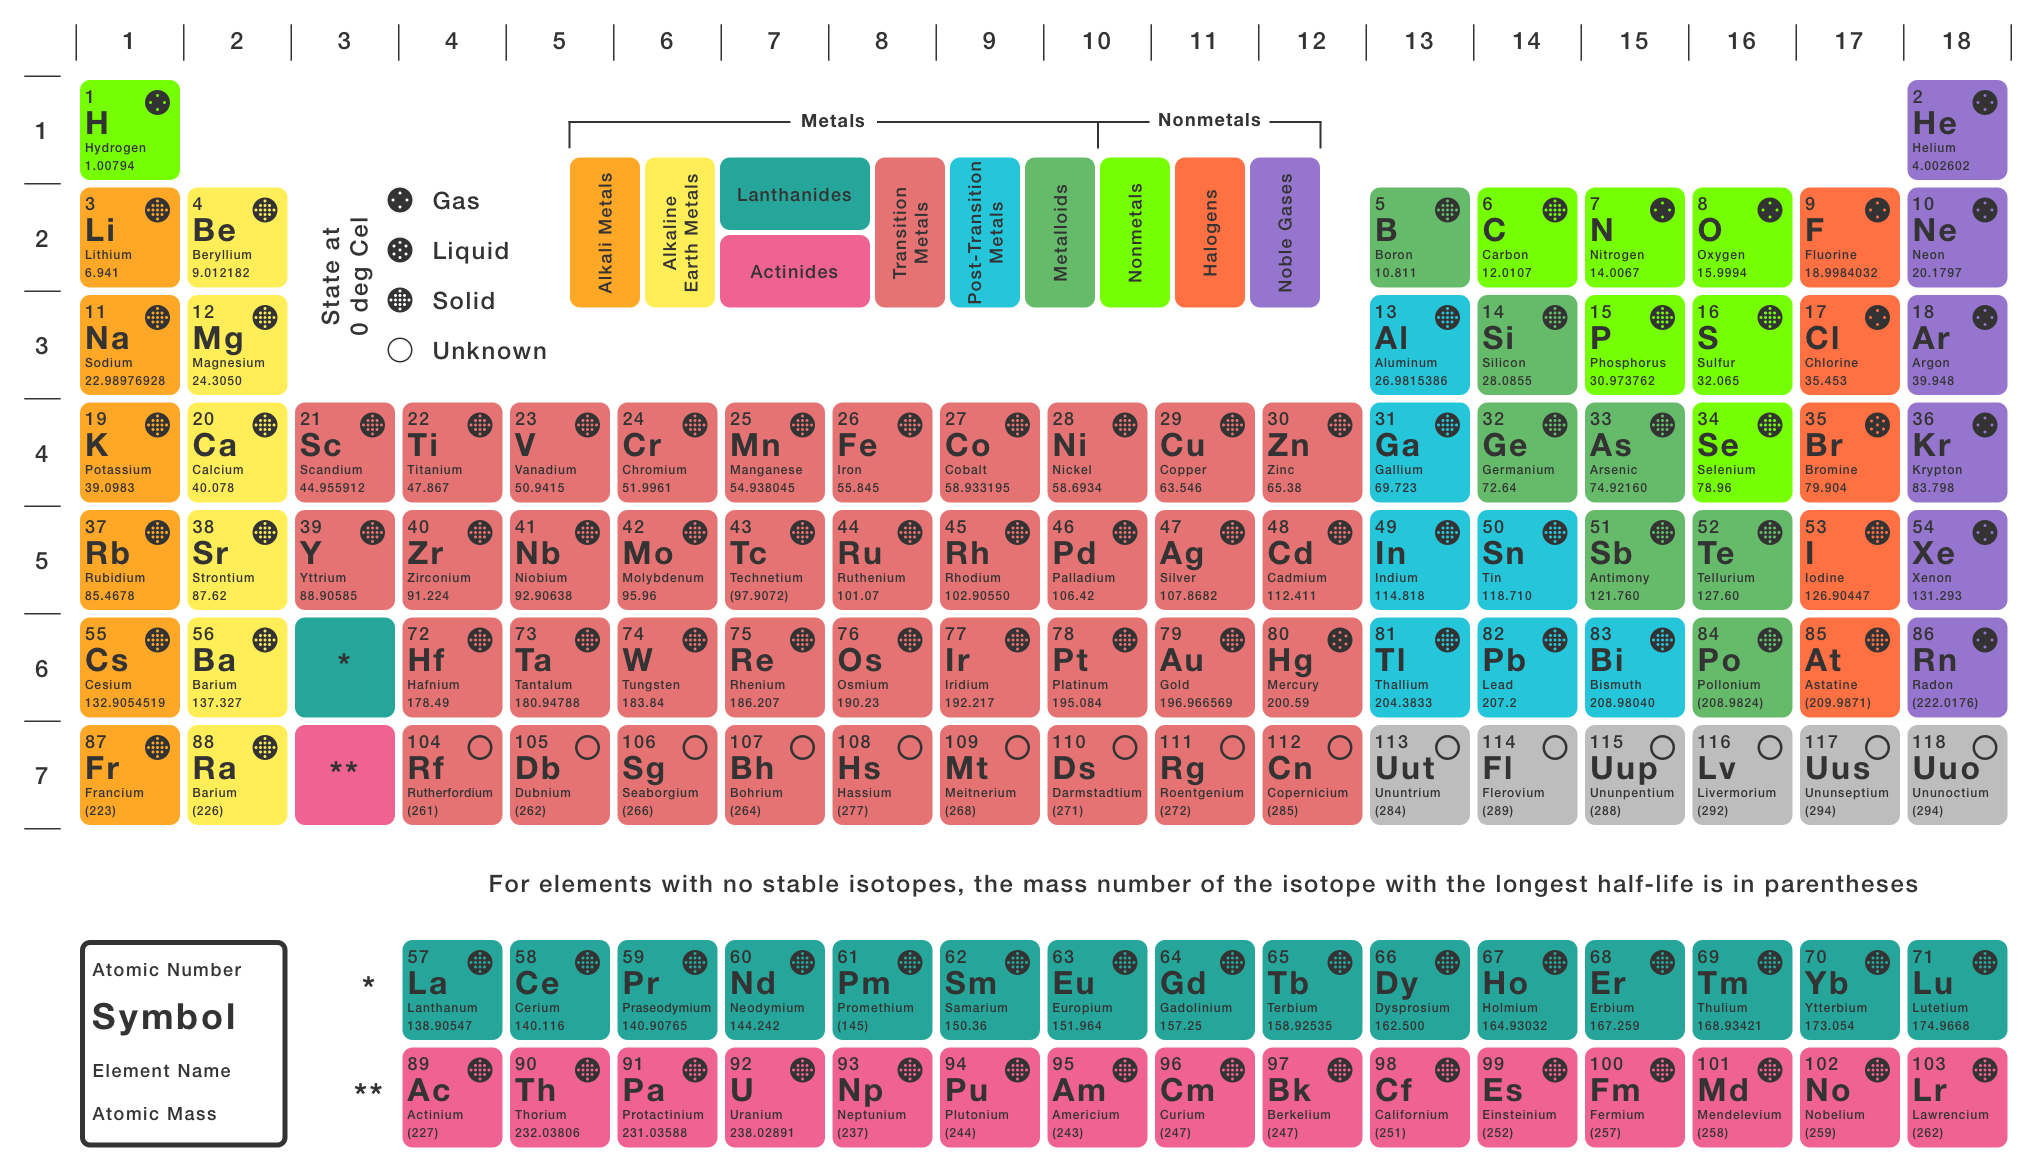 1 2 3 4 5 6 7 8 9 10 11 12 13 14 15 16 17 18
1
1
H
Hydrogen
1.00794
2
He
Helium
4.002602
Metals
Nonmetals
Alkali Metals
Alkaline
Earth Metals
Lanthanides
Actinides
Transition
Metals
Post-Transition
Metals
Metalloids
Nonmetals
Halogens
Noble Gases
State at
0 deg Cel
Gas
Liquid
Solid
Unknown
2
3
Li
Lithium
6.941
4
Be
Beryllium
9.012182
5
B
Boron
10.811
6
C
Carbon
12.0107
7
N
Nitrogen
14.0067
8
O
Oxygen
15.9994
9
F
Fluorine
18.9984032
10
Ne
Neon
20.1797
3
11
Na
Sodium
22.98976928
12
Mg
Magnesium
24.3050
13
Al
Aluminum
26.9815386
14
Si
Silicon
28.0855
15
P
Phosphorus
30.973762
16
S
Sulfur
32.065
17
Cl
Chlorine
35.453
18
Ar
Argon
39.948
4
19
K
Potassium
39.0983
20
Ca
Calcium
40.078
21
Sc
Scandium
44.955912
22
Ti
Titanium
47.867
23
V
Vanadium
50.9415
24
Cr
Chromium
51.9961
25
Mn
Manganese
54.938045
26
Fe
Iron
55.845
27
Co
Cobalt
58.933195
28
Ni
Nickel
58.6934
29
Cu
Copper
63.546
30
Zn
Zinc
65.38
31
Ga
Gallium
69.723
32
Ge
Germanium
72.64
33
As
Arsenic
74.92160
34
Se
Selenium
78.96
35
Br
Bromine
79.904
36
Kr
Krypton
83.798
5
37
Rb
Rubidium
85.4678
38
Sr
Strontium
87.62
39
Y
Yttrium
88.90585
40
Zr
Zirconium
91.224
41
Nb
Niobium
92.90638
42
Mo
Molybdenum
95.96
43
Tc
Technetium
(97.9072)
44
Ru
Ruthenium
101.07
45
Rh
Rhodium
102.90550
46
Pd
Palladium
106.42
47
Ag
Silver
107.8682
48
Cd
Cadmium
112.411
49
In
Indium
114.818
50
Sn
Tin
118.710
51
Sb
Antimony
121.760
52
Te
Tellurium
127.60
53
I
Iodine
126.90447
54
Xe
Xenon
131.293
6
55
Cs
Cesium
132.9054519
56
Ba
Barium
137.327
*
72
Hf
Hafnium
178.49
73
Ta
Tantalum
180.94788
74
W
Tungsten
183.84
75
Re
Rhenium
186.207
76
Os
Osmium
190.23
77
Ir
Iridium
192.217
78
Pt
Platinum
195.084
79
Au
Gold
196.966569
80
Hg
Mercury
200.59
81
Tl
Thallium
204.3833
82
Pb
Lead
207.2
83
Bi
Bismuth
208.98040
84
Po
Pollonium
(208.9824)
85
At
Astatine
(209.9871)
86
Rn
Radon
(222.0176)
7
87
Fr
Francium
(223)
88
Ra
Barium
(226)
**
104
Rf
Rutherfordium
(261)
105
Db
Dubnium
(262)
106
Sg
Seaborgium
(266)
107
Bh
Bohrium
(264)
108
Hs
Hassium
(277)
109
Mt
Meitnerium
(268)
110
Ds
Darmstadtium
(271)
111
Rg
Roentgenium
(272)
112
Cn
Copernicium
(285)
113
Uut
Ununtrium
(284)
114
Fl
Flerovium
(289)
115
Uup
Ununpentium
(288)
116
Lv
Livermorium
(292)
117
Uus
Ununseptium
(294)
118
Uuo
Ununoctium
(294)
For elements with no stable isotopes, the mass number of the isotope with the longest half-life is in parentheses
Atomic Number
Symbol
Element Name
Atomic Mass
*
57
La
Lanthanum
138.90547
58
Ce
Cerium
140.116
59
Pr
Praseodymium
140.90765
60
Nd
Neodymium
144.242
61
Pm
Promethium
(145)
62
Sm
Samarium
150.36
63
Eu
Europium
151.964
64
Gd
Gadolinium
157.25
65
Tb
Terbium
158.92535
66
Dy
Dysprosium
162.500
67
Ho
Holmium
164.93032
68
Er
Erbium
167.259
69
Tm
Thulium
168.93421
70
Yb
Ytterbium
173.054
71
Lu
Lutetium
174.9668
**
89
Ac
Actinium
(227)
90
Th
Thorium
232.03806
91
Pa
Protactinium
231.03588
92
U
Uranium
238.02891
93
Np
Neptunium
(237)
94
Pu
Plutonium
(244)
95
Am
Americium
(243)
96
Cm
Curium
(247)
97
Bk
Berkelium
(247)
98
Cf
Californium
(251)
99
Es
Einsteinium
(252)
100
Fm
Fermium
(257)
101
Md
Mendelevium
(258)
102
No
Nobelium
(259)
103
Lr
Lawrencium
(262)